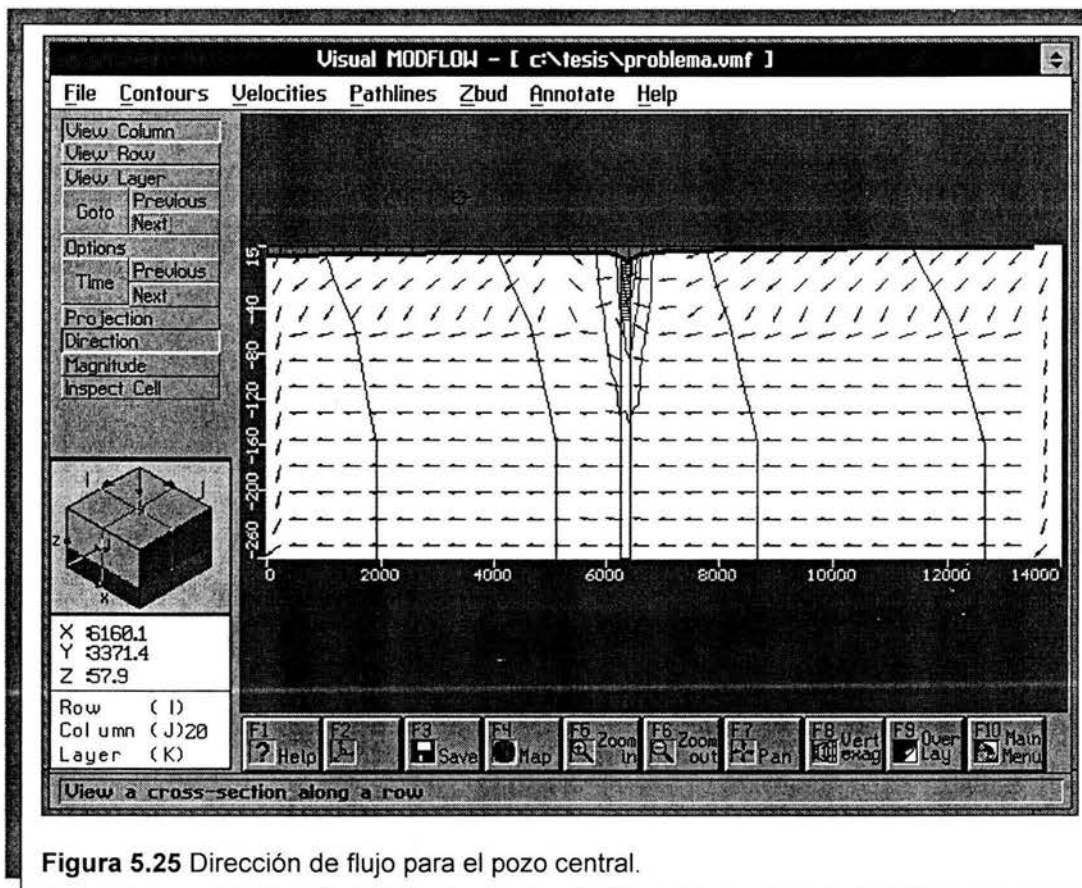 Visual MODFLOW - [ c:\tesis\problema.vmf ]
File Contours Velocities Pathlines Zbud Annotate Help
View Column
View Row
View Layer
Goto Previous
Next
Options
Time Previous
Next
Projection
Direction
Magnitude
Inspect Cell
15
-40
-80
-120
-160
-200
-260
0 2000 4000 6000 8000 10000 12000 14000
I J
Z
X
X :6160.1
Y :3371.4
Z :57.9
Row ( I)
Column (J)20
Layer (K)
F1 Help
F2
F3 Save
F4 Map
F5 Zoom in
F6 Zoom out
F7 Pan
F8 Vert exag
F9 Over Lay
F10 Main Menu
View a cross-section along a row
Figura 5.25 Dirección de flujo para el pozo central.